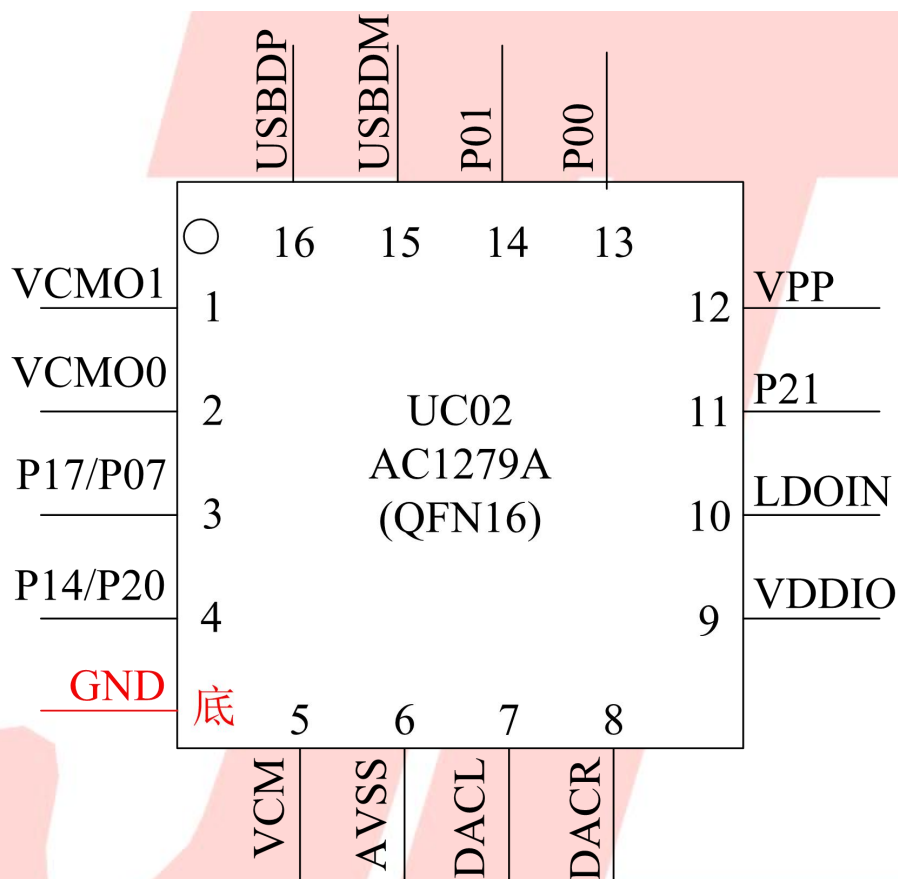 USBDP
USBDM
P01
P00
16
15
14
13
VCMO1
1
12
VPP
VCMO0
2
11
P21
UC02
AC1279A
(QFN16)
P17/P07
3
10
LDOIN
P14/P20
4
9
VDDIO
GND
底
5
6
7
8
VCM
AVSS
DACL
DACR